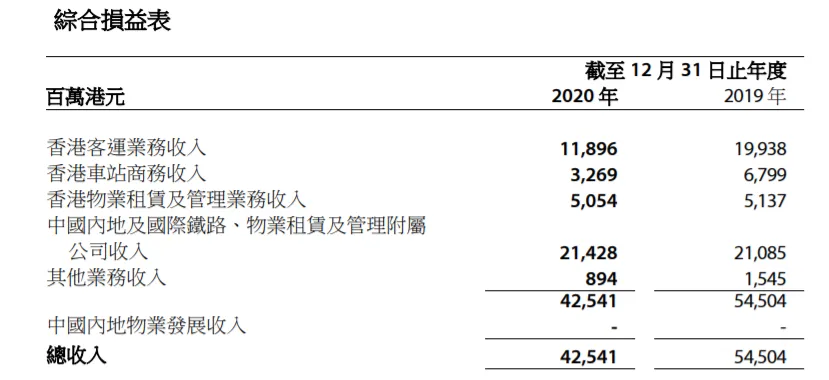 綜合損益表
截至 12 月 31 日止年度
百萬港元 2020 年 2019 年
香港客運業務收入 11,896 19,938
香港車站商務收入 3,269 6,799
香港物業租賃及管理業務收入 5,054 5,137
中國內地及國際鐵路、物業租賃及管理附屬
公司收入 21,428 21,085
其他業務收入 894 1,545
42,541 54,504
中國內地物業發展收入 - -
總收入 42,541 54,504